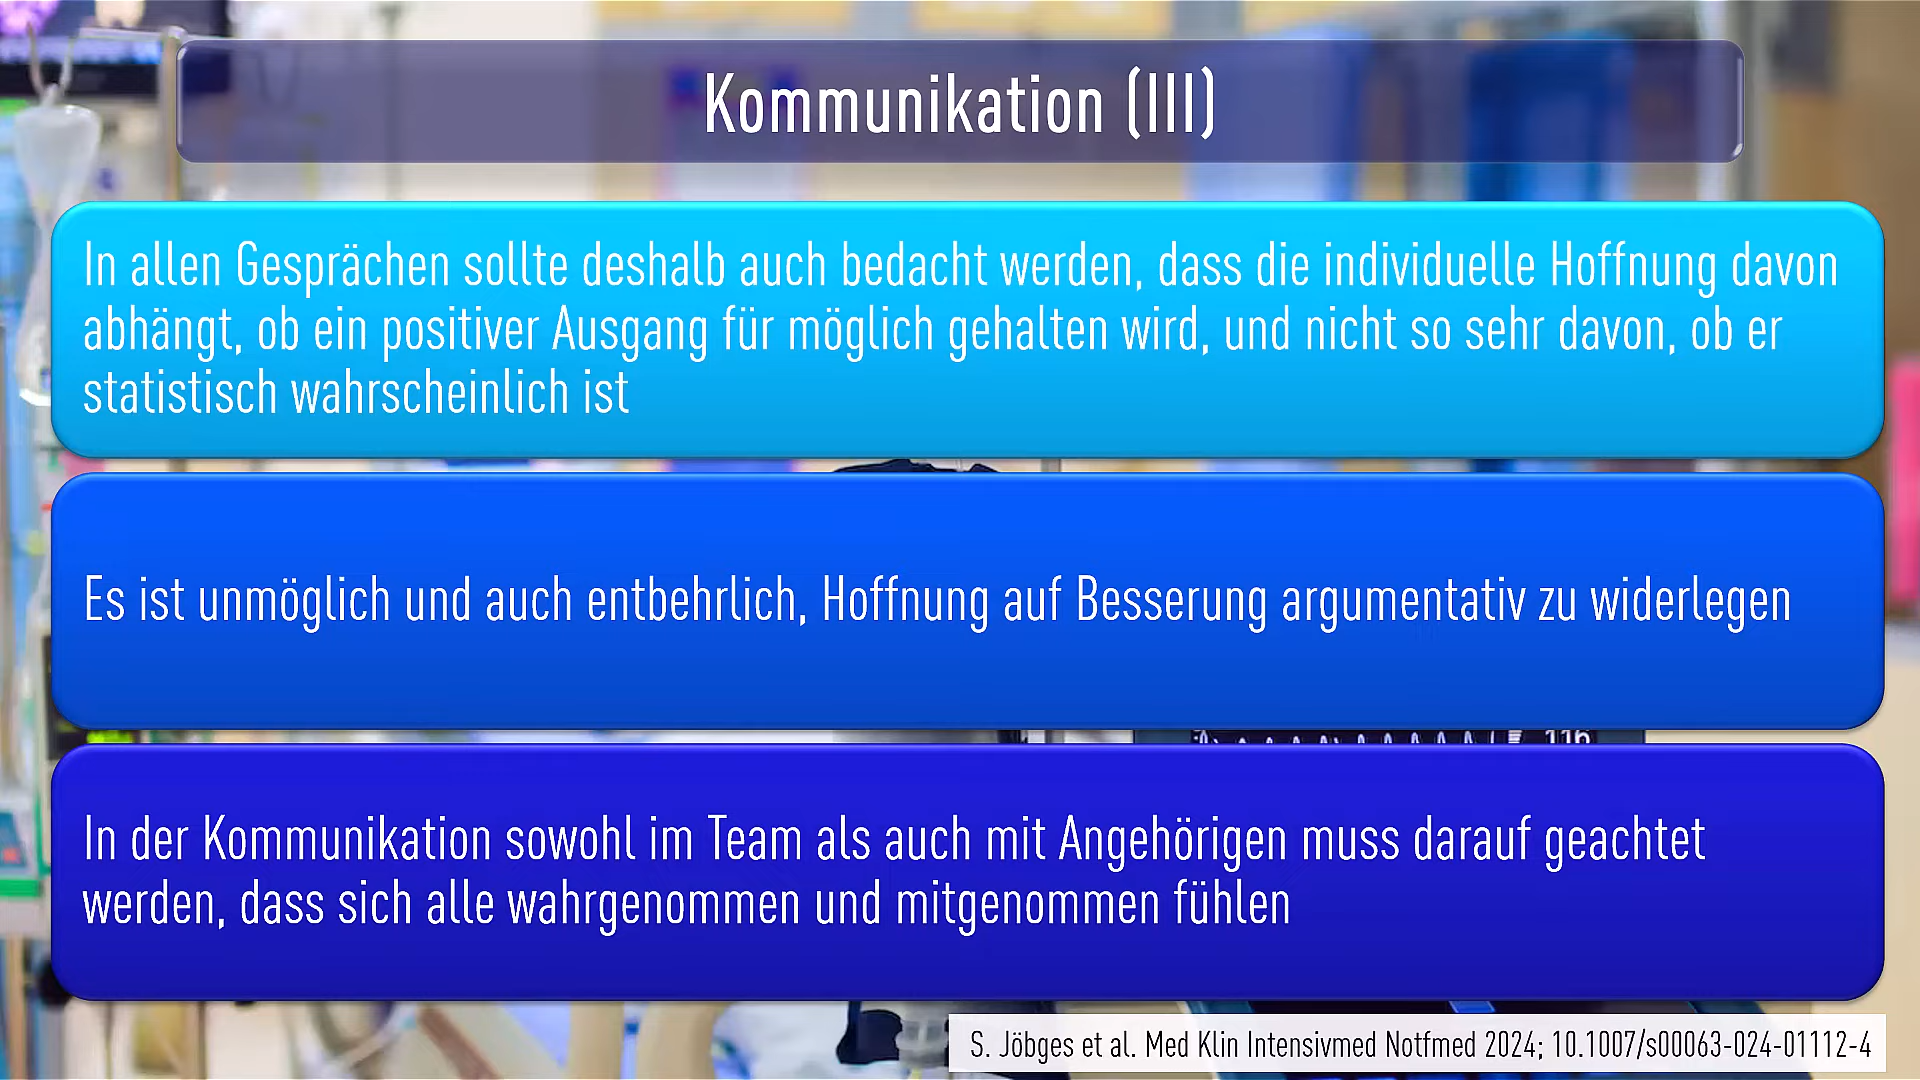 Kommunikation (III)
In allen Gesprächen sollte deshalb auch bedacht werden, dass die individuelle Hoffnung davon
abhängt, ob ein positiver Ausgang für möglich gehalten wird, und nicht so sehr davon, ob er
statistisch wahrscheinlich ist
Es ist unmöglich und auch entbehrlich, Hoffnung auf Besserung argumentativ zu widerlegen
116
In der Kommunikation sowohl im Team als auch mit Angehörigen muss darauf geachtet
werden, dass sich alle wahrgenommen und mitgenommen fühlen
S. Jöbges et al. Med Klin Intensivmed Notfmed 2024; 10.1007/s00063-024-01112-4